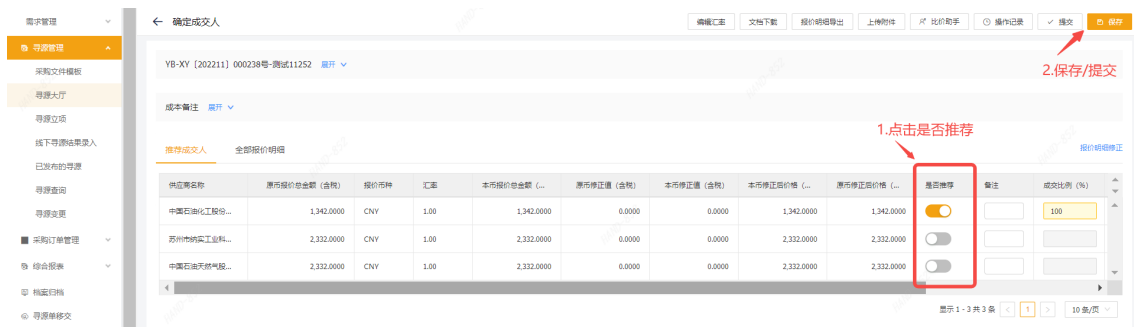 需求管理
确定成交人
编辑汇率 文档下载 报价明细导出 上传附件 比价助手 操作记录 提交 保存
寻源管理
采购文件模板
YB-XY [202211] 000238号-测试11252 展开
2.保存/提交
寻源大厅
成本备注 展开
寻源立项
1.点击是否推荐
线下寻源结果录入
推荐成交人 全部报价明细 报价明细修正
已发布的寻源
供应商名称 原币报价总金额（含税） 报价币种 汇率 本币报价总金额（... 原币修正值（含税） 本币修正值（含税） 本币修正后价格（... 原币修正后价格（... 是否推荐 备注 成交比例（%）
寻源查询
寻源变更
中国石油化工股份... 1,342.0000 CNY 1.00 1,342.0000 0.0000 0.0000 1,342.0000 1,342.0000 100
采购订单管理
苏州市纳实工业科... 2,332.0000 CNY 1.00 2,332.0000 0.0000 0.0000 2,332.0000 2,332.0000
综合报表
中国石油天然气股... 2,332.0000 CNY 1.00 2,332.0000 0.0000 0.0000 2,332.0000 2,332.0000
档案归档
显示 1 - 3 共 3 条 < 1 > 10 条/页
寻源单移交